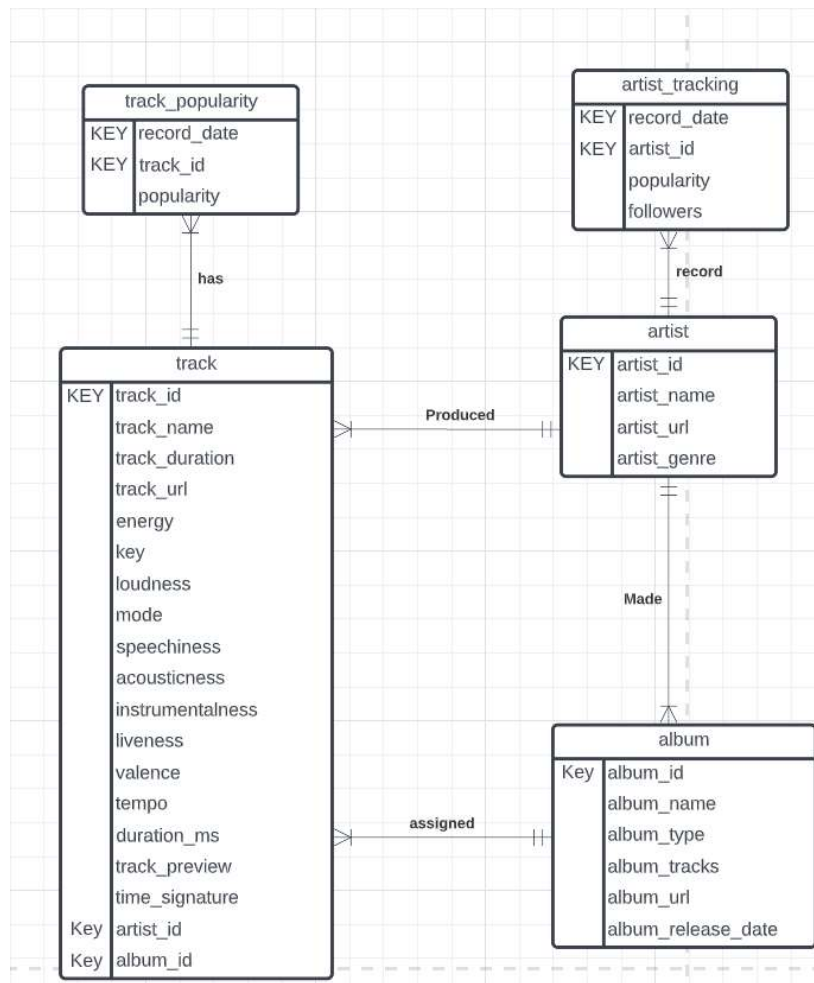 track_popularity
KEY record_date
KEY track_id
popularity
artist_tracking
KEY record_date
KEY artist_id
popularity
followers
has
record
track
KEY track_id
track_name
track_duration
track_url
energy
key
loudness
mode
speechiness
acousticness
instrumentalness
liveness
valence
tempo
duration_ms
track_preview
time_signature
Key artist_id
Key album_id
Produced
artist
KEY artist_id
artist_name
artist_url
artist_genre
Made
assigned
album
Key album_id
album_name
album_type
album_tracks
album_url
album_release_date